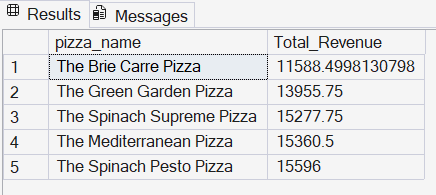 Results Messages
pizza_name Total_Revenue
1 The Brie Carre Pizza 11588.4998130798
2 The Green Garden Pizza 13955.75
3 The Spinach Supreme Pizza 15277.75
4 The Mediterranean Pizza 15360.5
5 The Spinach Pesto Pizza 15596